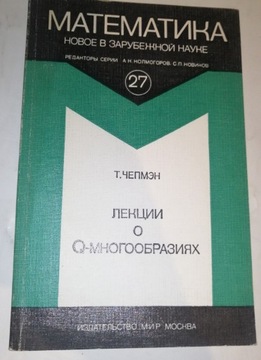 МАТЕМАТИКА
НОВОЕ В ЗАРУБЕЖНОЙ НАУКЕ
РЕДАКТОРЫ СЕРИИ А.Н.КОЛМОГОРОВ, С.П.НОВИКОВ
27
Т.ЧЕПМЭН
ЛЕКЦИИ
О
Q-МНОГООБРАЗИЯХ
ИЗДАТЕЛЬСТВО МИР МОСКВА